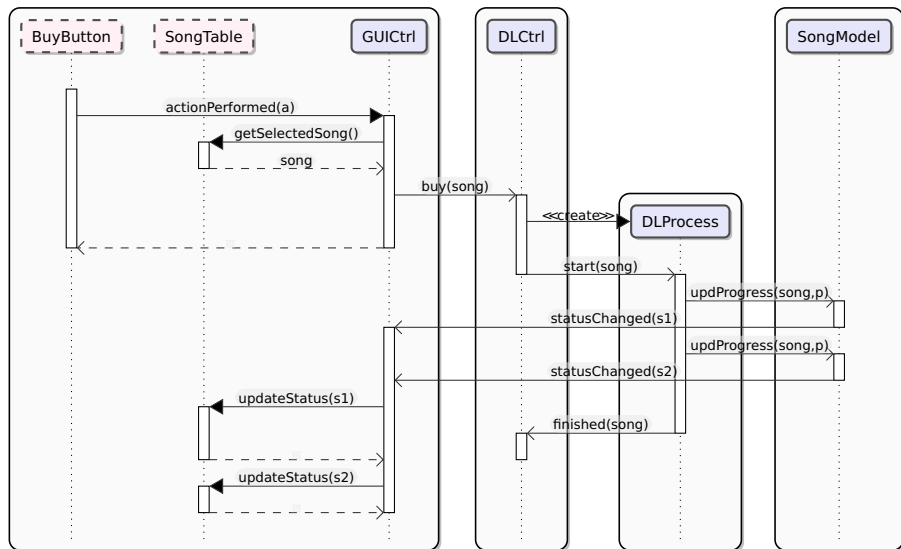 BuyButton SongTable GUICtrl DLCtrl SongModel
actionPerformed(a)
getSelectedSong()
song
buy(song)
<<create>>
DLProcess
start(song)
updProgress(song,p)
statusChanged(s1)
updProgress(song,p)
statusChanged(s2)
updateStatus(s1)
finished(song)
updateStatus(s2)